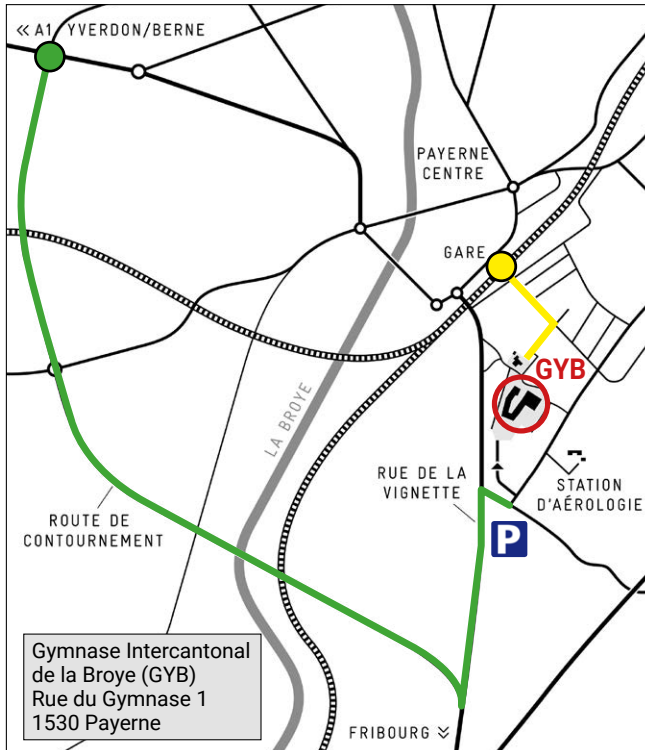 << A1 YVERDON/BERNE
PAYERNE
CENTRE
GARE
GYB
LA BROYE
RUE DE LA
VIGNETTE
STATION
D'AÉROLOGIE
ROUTE DE
CONTOURNEMENT
P
Gymnase Intercantonal
de la Broye (GYB)
Rue du Gymnase 1
1530 Payerne
FRIBOURG